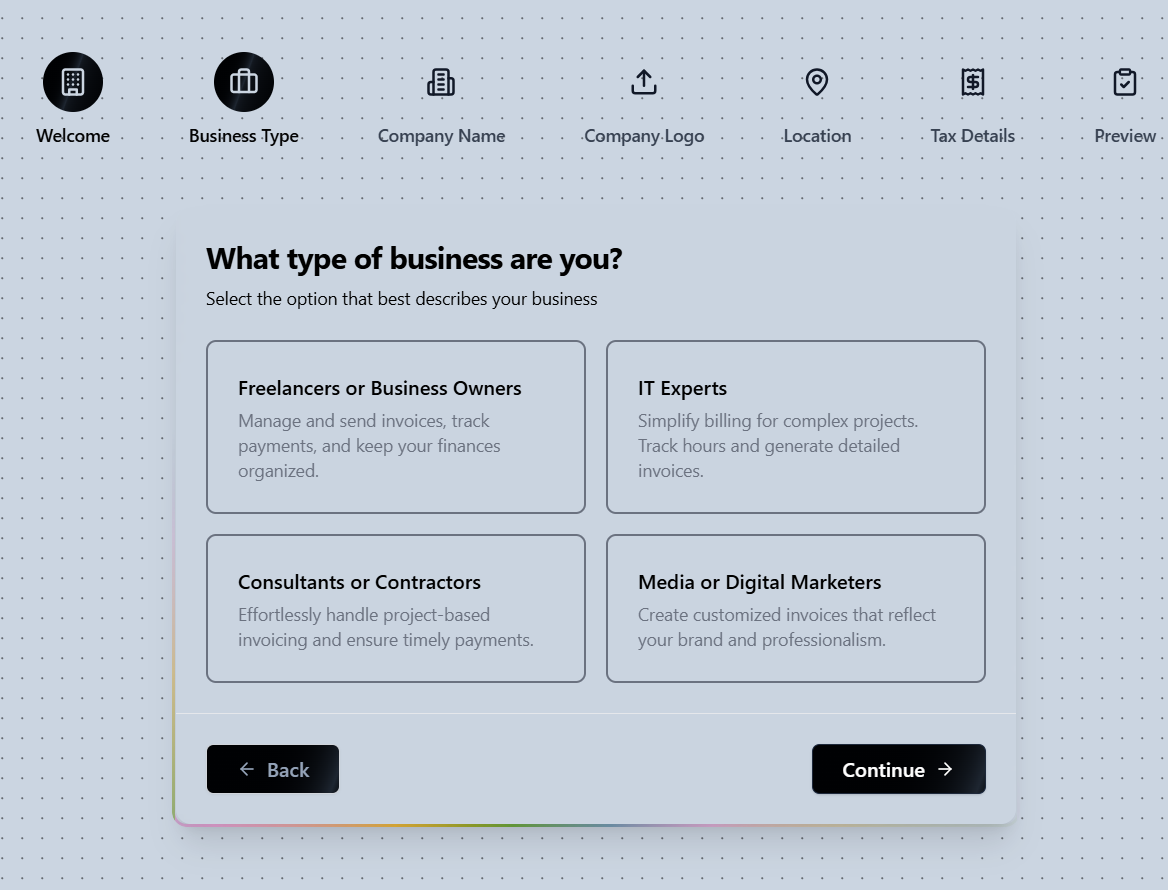 Welcome
Business Type
Company Name
Company Logo
Location
Tax Details
Preview
What type of business are you?
Select the option that best describes your business
Freelancers or Business Owners
Manage and send invoices, track
payments, and keep your finances
organized.
IT Experts
Simplify billing for complex projects.
Track hours and generate detailed
invoices.
Consultants or Contractors
Effortlessly handle project-based
invoicing and ensure timely payments.
Media or Digital Marketers
Create customized invoices that reflect
your brand and professionalism.
Back
Continue